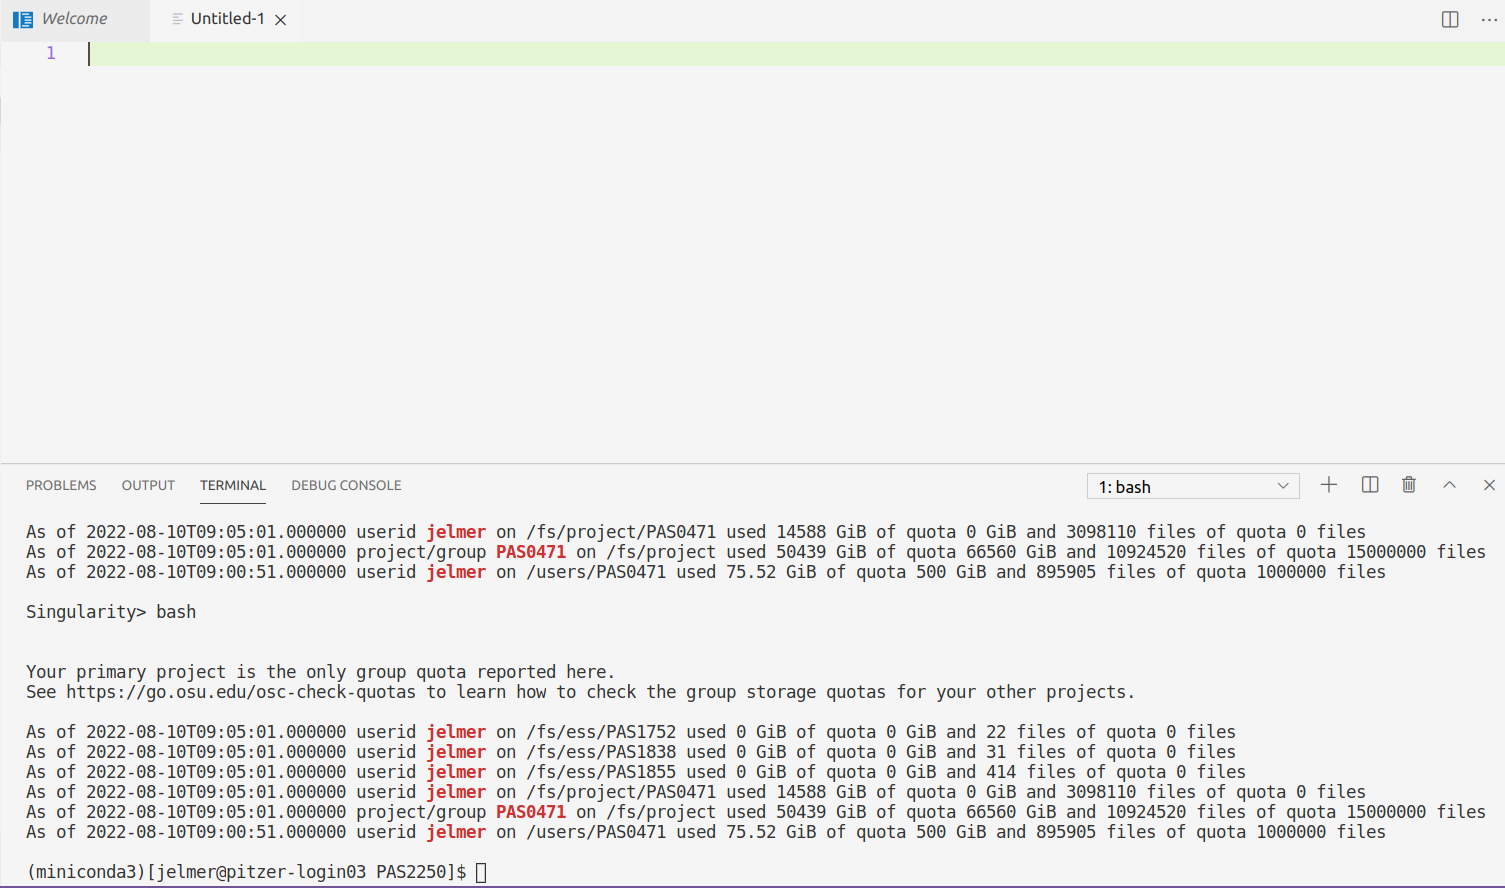 Welcome
Untitled-1
1
PROBLEMS OUTPUT TERMINAL DEBUG CONSOLE
1: bash
As of 2022-08-10T09:05:01.000000 userid jelmer on /fs/project/PAS0471 used 14588 GiB of quota 0 GiB and 3098110 files of quota 0 files
As of 2022-08-10T09:05:01.000000 project/group PAS0471 on /fs/project used 50439 GiB of quota 66560 GiB and 10924520 files of quota 15000000 files
As of 2022-08-10T09:00:51.000000 userid jelmer on /users/PAS0471 used 75.52 GiB of quota 500 GiB and 895905 files of quota 1000000 files
Singularity> bash
Your primary project is the only group quota reported here.
See https://go.osu.edu/osc-check-quotas to learn how to check the group storage quotas for your other projects.
As of 2022-08-10T09:05:01.000000 userid jelmer on /fs/ess/PAS1752 used 0 GiB of quota 0 GiB and 22 files of quota 0 files
As of 2022-08-10T09:05:01.000000 userid jelmer on /fs/ess/PAS1838 used 0 GiB of quota 0 GiB and 31 files of quota 0 files
As of 2022-08-10T09:05:01.000000 userid jelmer on /fs/ess/PAS1855 used 0 GiB of quota 0 GiB and 414 files of quota 0 files
As of 2022-08-10T09:05:01.000000 userid jelmer on /fs/project/PAS0471 used 14588 GiB of quota 0 GiB and 3098110 files of quota 0 files
As of 2022-08-10T09:05:01.000000 project/group PAS0471 on /fs/project used 50439 GiB of quota 66560 GiB and 10924520 files of quota 15000000 files
As of 2022-08-10T09:00:51.000000 userid jelmer on /users/PAS0471 used 75.52 GiB of quota 500 GiB and 895905 files of quota 1000000 files
(miniconda3)[jelmer@pitzer-login03 PAS2250]$